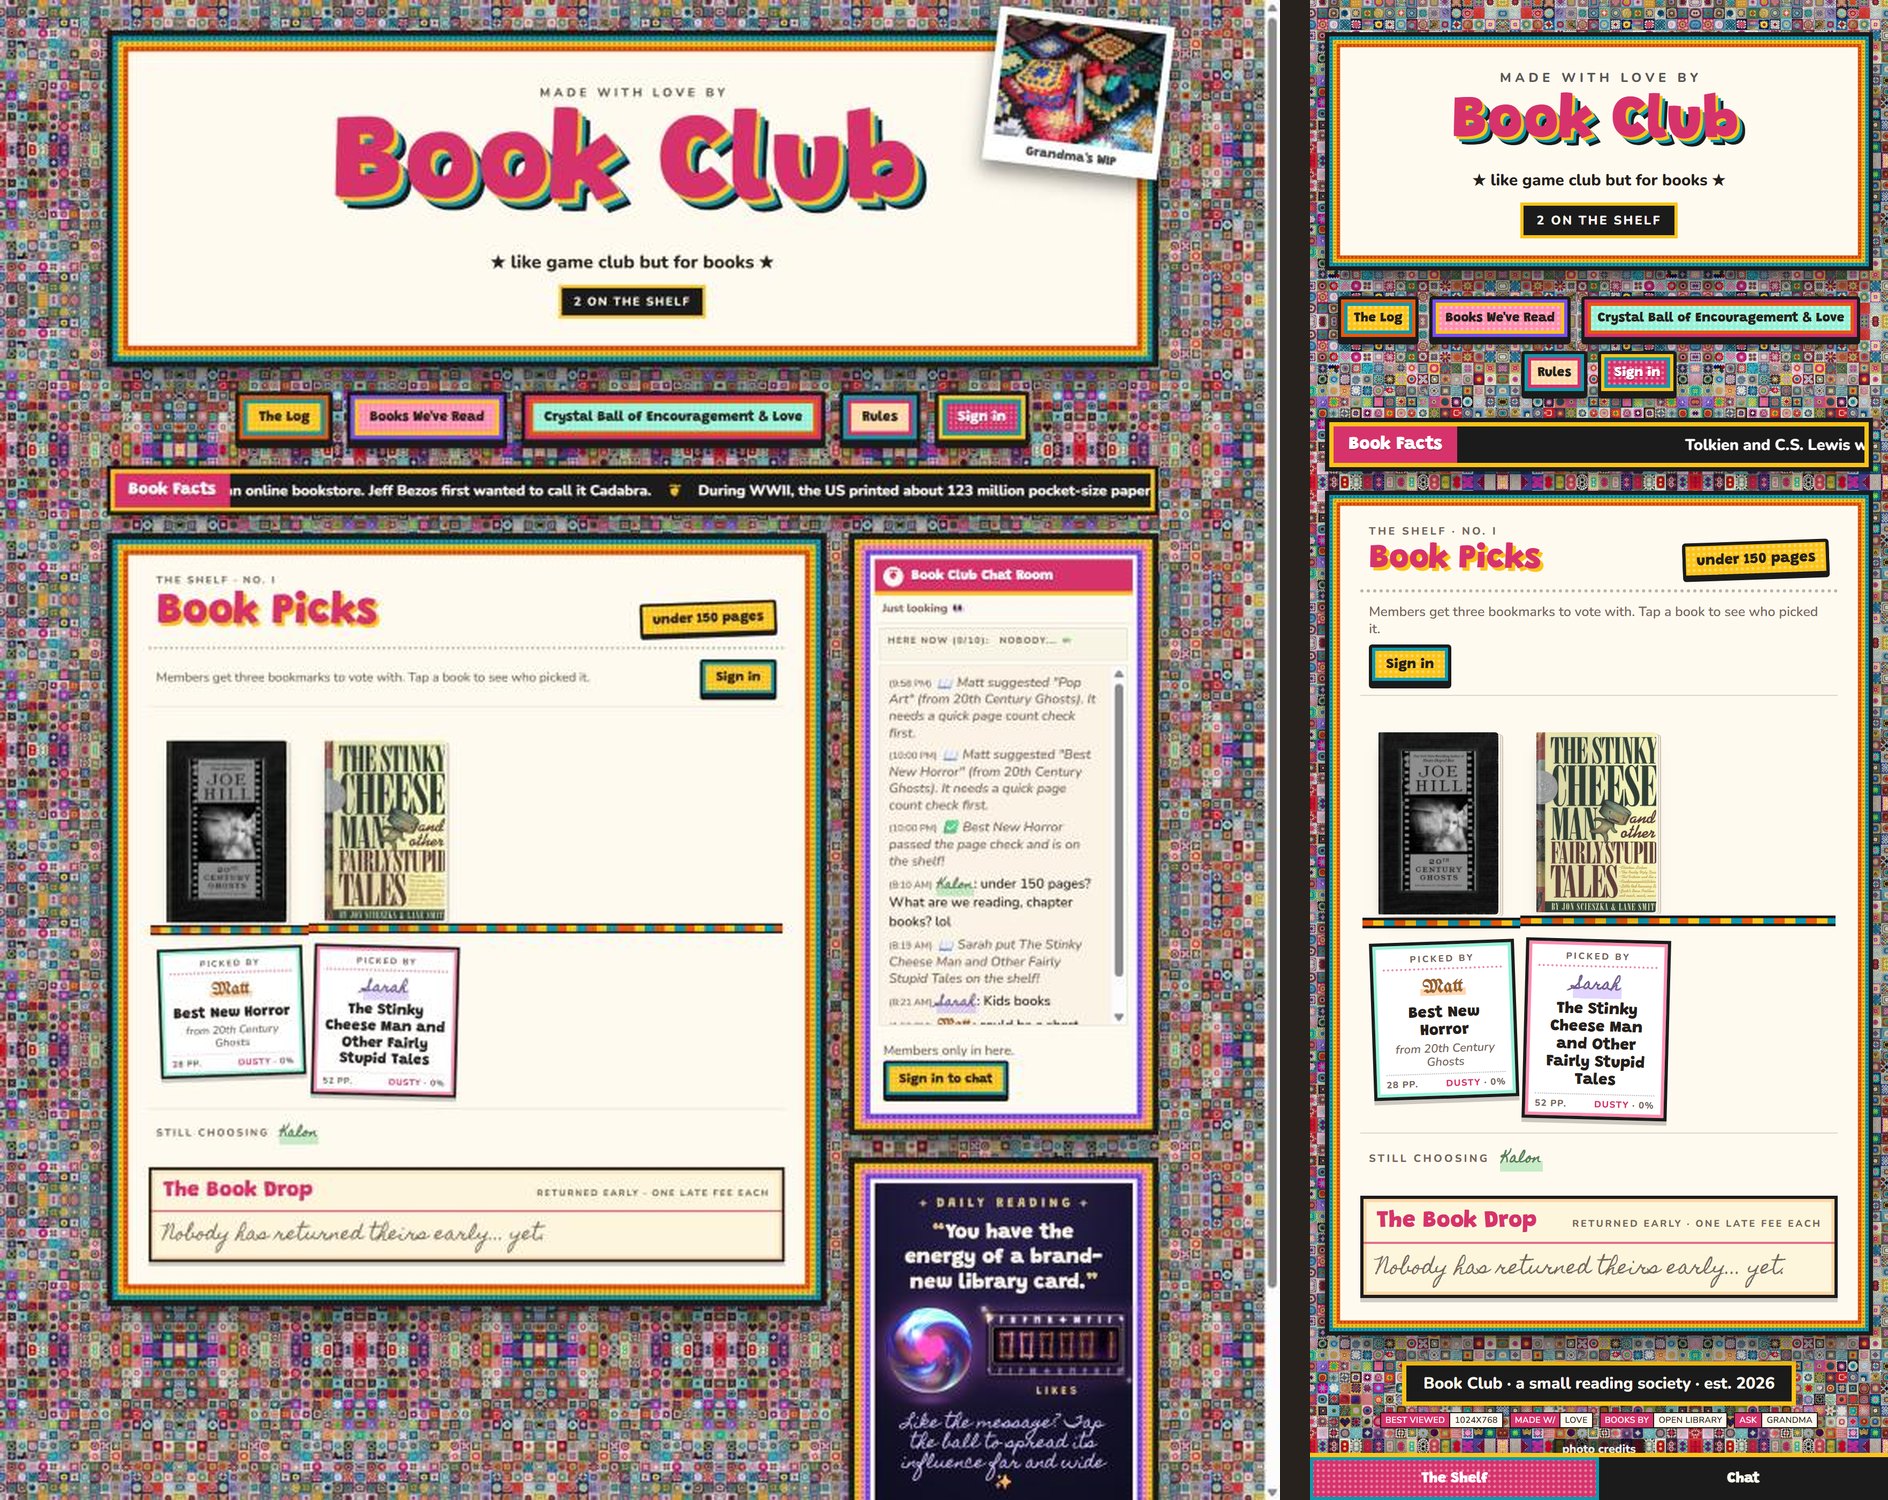 MADE WITH LOVE BY
Book Club
★ like game club but for books ★
2 ON THE SHELF
Grandma's WIP
The Log
Books We've Read
Crystal Ball of Encouragement & Love
Rules
Sign in
Book Facts
n online bookstore. Jeff Bezos first wanted to call it Cadabra.
During WWII, the US printed about 123 million pocket-size paper
THE SHELF · NO. 1
Book Picks
under 150 pages
Members get three bookmarks to vote with. Tap a book to see who picked it.
Sign in
JOE
HILL
20TH
CENTURY
GHOSTS
THE STINKY
CHEESE
MAN and
other
FAIRLY STUPID
TALES
BY JON SCIESZKA & LANE SMITH
PICKED BY
Matt
Best New Horror
from 20th Century
Ghosts
28 PP. DUSTY · 0%
PICKED BY
Sarah
The Stinky
Cheese Man and
Other Fairly
Stupid Tales
52 PP. DUSTY · 0%
STILL CHOOSING Kalon
The Book Drop
RETURNED EARLY · ONE LATE FEE EACH
Nobody has returned theirs early... yet.
Book Club Chat Room
Just looking
HERE NOW (0/10): NOBODY...
(9:58 PM) Matt suggested "Pop
Art" (from 20th Century Ghosts). It
needs a quick page count check
first.
(10:00 PM) Matt suggested "Best
New Horror" (from 20th Century
Ghosts). It needs a quick page
count check first.
(10:00 PM) Best New Horror
passed the page check and is on
the shelf!
(8:10 AM) Kalon: under 150 pages?
What are we reading, chapter
books? lol
(8:19 AM) Sarah put The Stinky
Cheese Man and Other Fairly
Stupid Tales on the shelf!
(8:21 AM) Sarah: Kids books
Members only in here.
Sign in to chat
+ DAILY READING +
“You have the
energy of a brand-
new library card.”
LIKES
Like the message? Tap
the ball to spread its
influence far and wide
MADE WITH LOVE BY
Book Club
★ like game club but for books ★
2 ON THE SHELF
The Log
Books We've Read
Crystal Ball of Encouragement & Love
Rules
Sign in
Book Facts
Tolkien and C.S. Lewis w
THE SHELF · NO. 1
Book Picks
under 150 pages
Members get three bookmarks to vote with. Tap a book to see who picked
it.
Sign in
JOE
HILL
20TH
CENTURY
GHOSTS
THE STINKY
CHEESE
MAN and
other
FAIRLY STUPID
TALES
BY JON SCIESZKA & LANE SMITH
PICKED BY
Matt
Best New
Horror
from 20th Century
Ghosts
28 PP. DUSTY · 0%
PICKED BY
Sarah
The Stinky
Cheese Man
and Other
Fairly Stupid
Tales
52 PP. DUSTY · 0%
STILL CHOOSING Kalon
The Book Drop
RETURNED EARLY · ONE LATE FEE EACH
Nobody has returned theirs early... yet.
Book Club · a small reading society · est. 2026
BEST VIEWED 1024X768 MADE W/ LOVE BOOKS BY OPEN LIBRARY ASK GRANDMA
photo credits
The Shelf
Chat